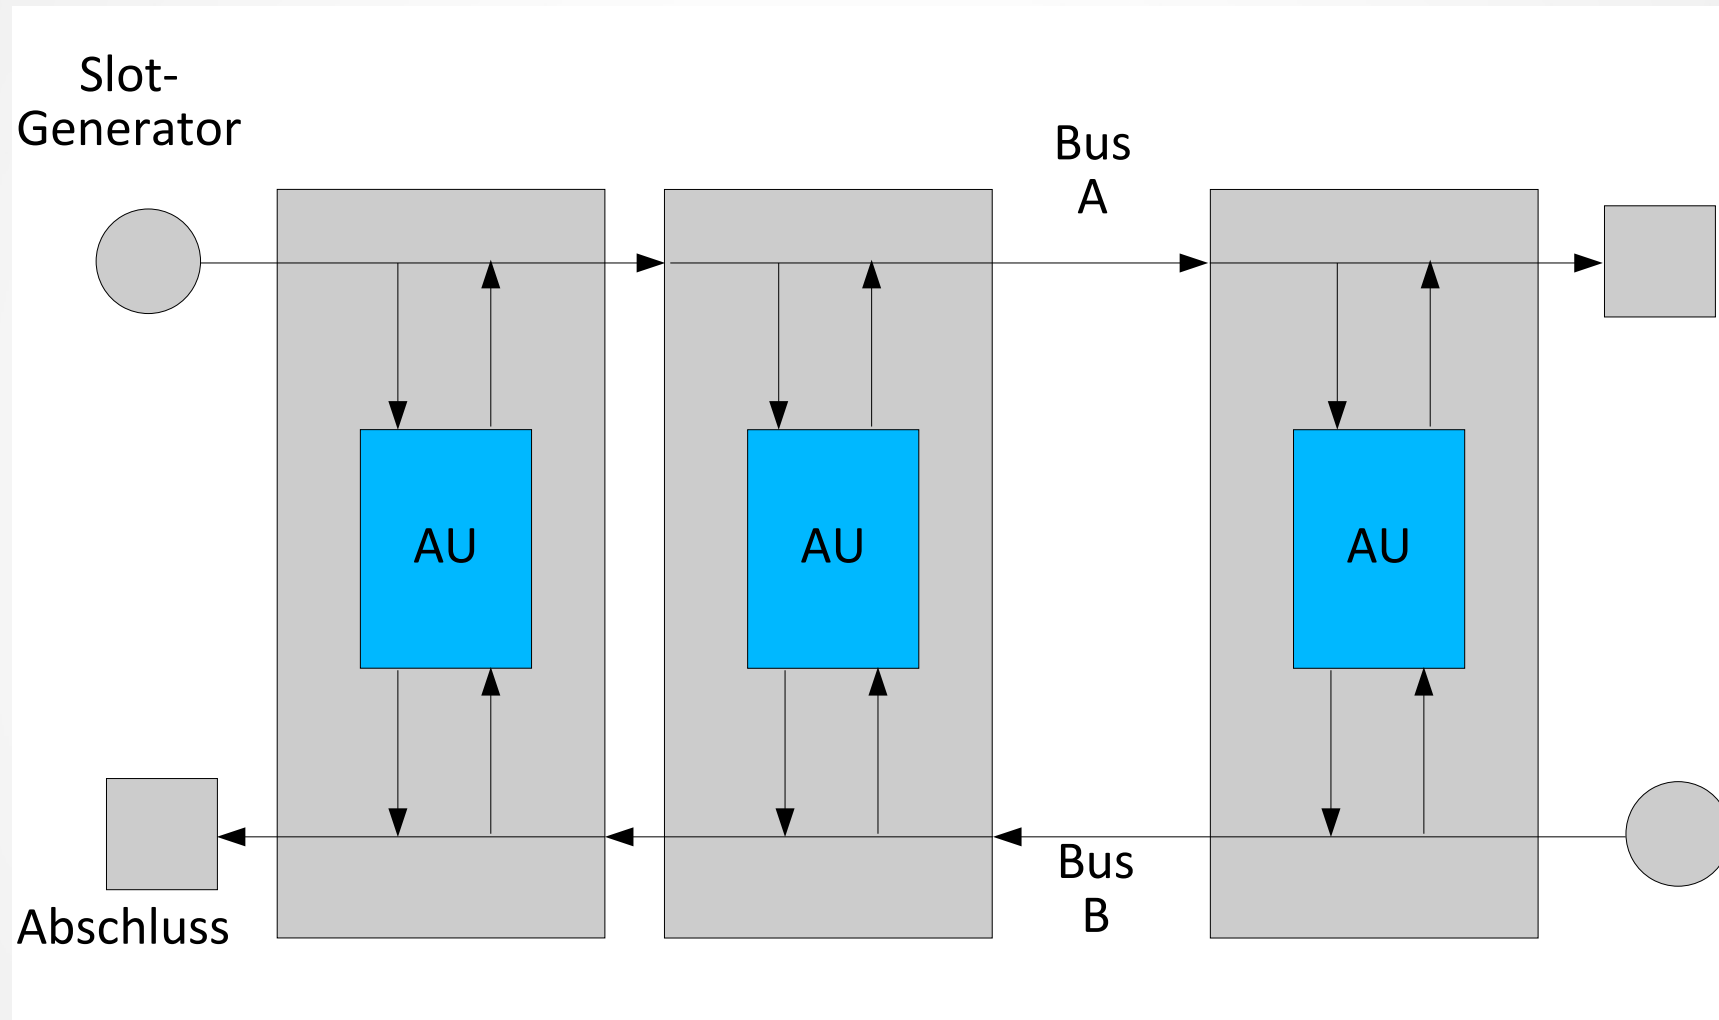 Slot-
Generator
Bus
A
AU
AU
AU
Bus
B
Abschluss